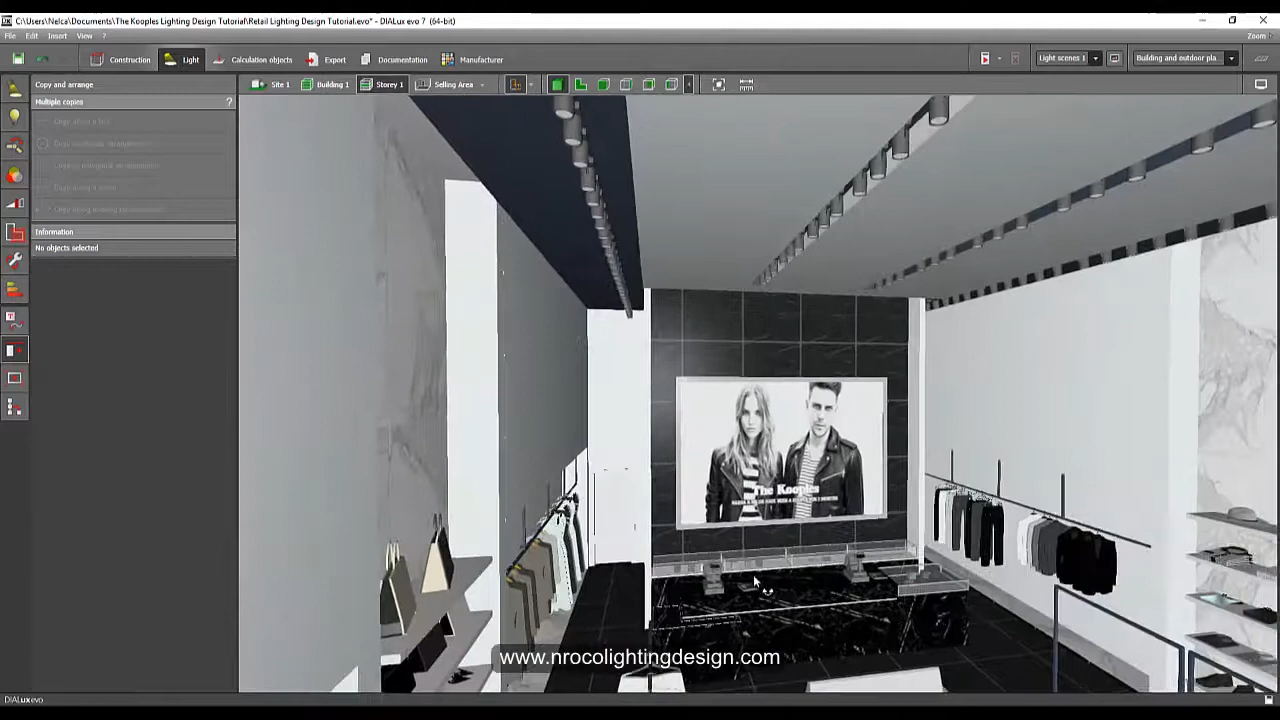 C:\Users\Nelca\Documents\The Kooples Lighting Design Tutorial\Retail Lighting Design Tutorial.evo* - DIALux evo 7 (64-bit)
File Edit Insert View ?
Zoom
Construction Light Calculation objects Export Documentation Manufacturer
Light scenes 1
Building and outdoor pla...
Copy and arrange
Site 1 Building 1 Storey 1 Selling Area
Multiple copies ?
Information
No objects selected
The Kooples
www.nrocolightingdesign.com
DIALux evo